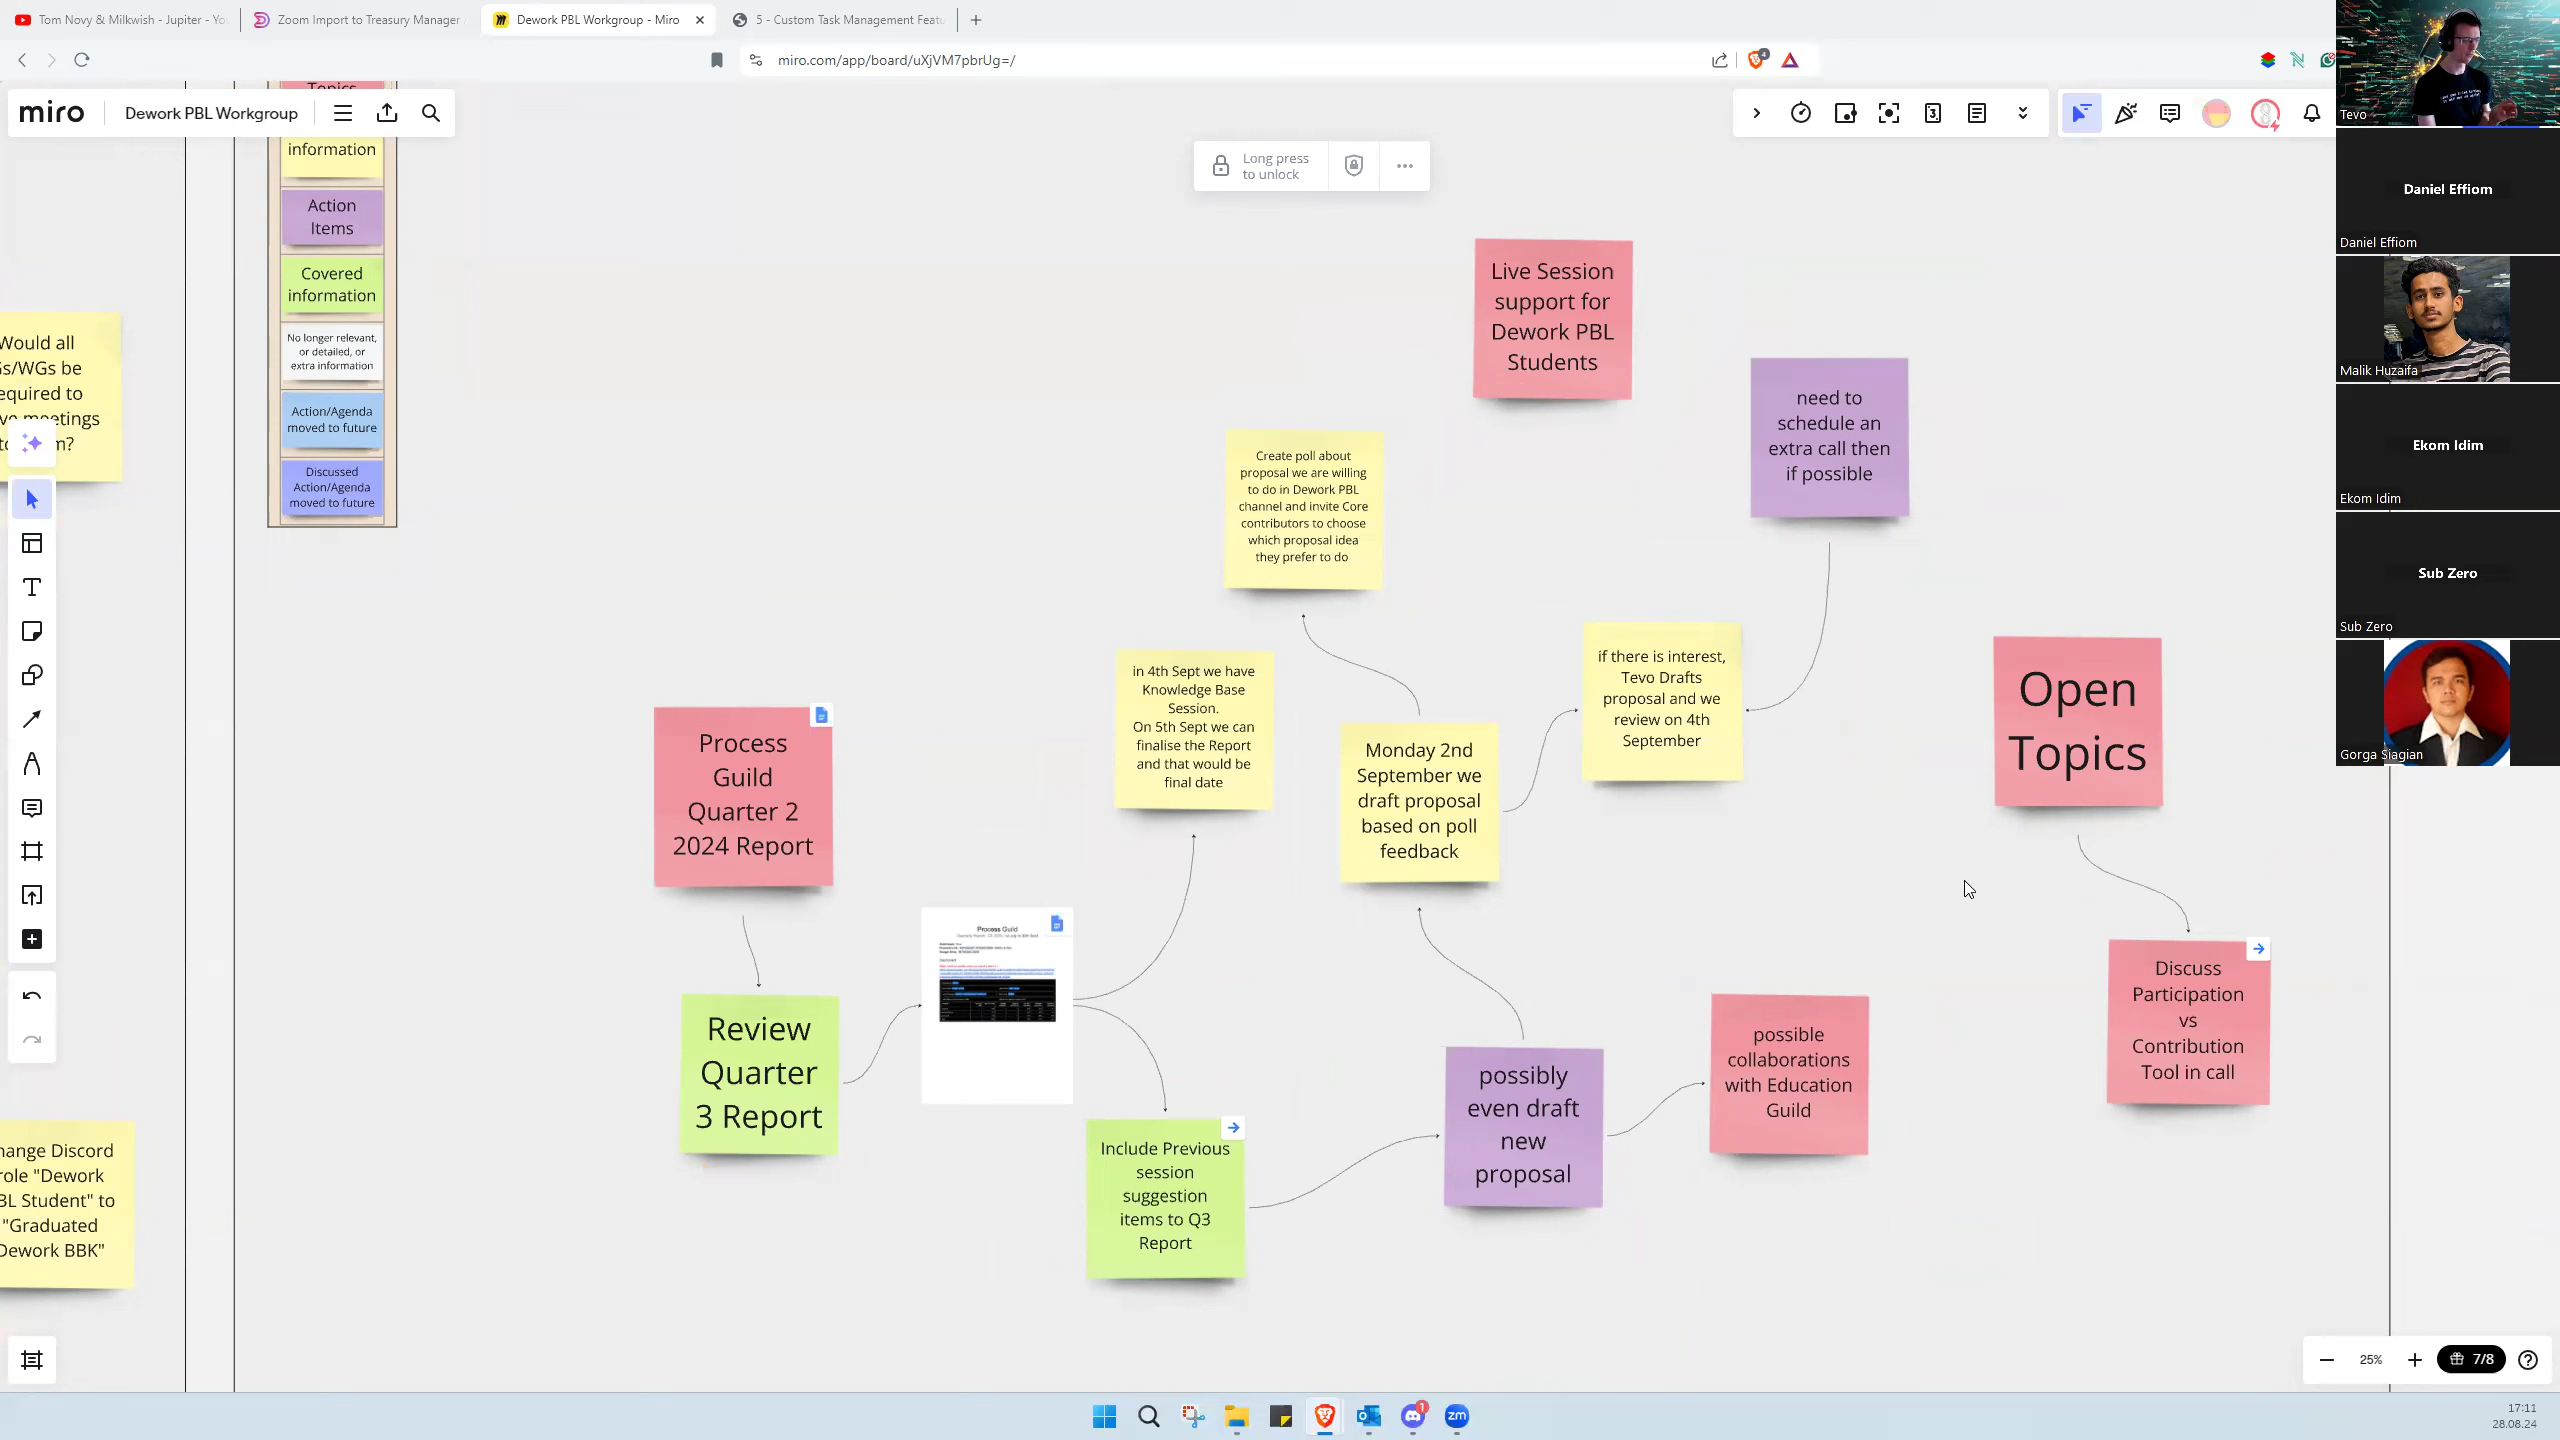 Tom Novy & Milkwish - Jupiter - Yo
Zoom Import to Treasury Manager
Dework PBL Workgroup - Miro
5 - Custom Task Management Featu
miro.com/app/board/uXjVM7pbrUg=/
4
miro
Dework PBL Workgroup
Long press
to unlock
3
Topics
information
Action
Items
Covered
information
No longer relevant,
or detailed, or
extra information
Action/Agenda
moved to future
Discussed
Action/Agenda
moved to future
Would all
Gs/WGs be
equired to
ve meetings
hange Discord
role "Dework
BL Student" to
"Graduated
Dework BBK"
Live Session
support for
Dework PBL
Students
need to
schedule an
extra call then
if possible
Create poll about
proposal we are willing
to do in Dework PBL
channel and invite Core
contributors to choose
which proposal idea
they prefer to do
in 4th Sept we have
Knowledge Base
Session.
On 5th Sept we can
finalise the Report
and that would be
final date
if there is interest,
Tevo Drafts
proposal and we
review on 4th
September
Monday 2nd
September we
draft proposal
based on poll
feedback
Open
Topics
Process
Guild
Quarter 2
2024 Report
Process Guild
Review
Quarter
3 Report
Include Previous
session
suggestion
items to Q3
Report
possibly
even draft
new
proposal
possible
collaborations
with Education
Guild
Discuss
Participation
vs
Contribution
Tool in call
Tevo
Daniel Effiom
Daniel Effiom
Malik Huzaifa
Ekom Idim
Ekom Idim
Sub Zero
Sub Zero
Gorga Siagian
25%
7/8
1
zm
17:11
28.08.24